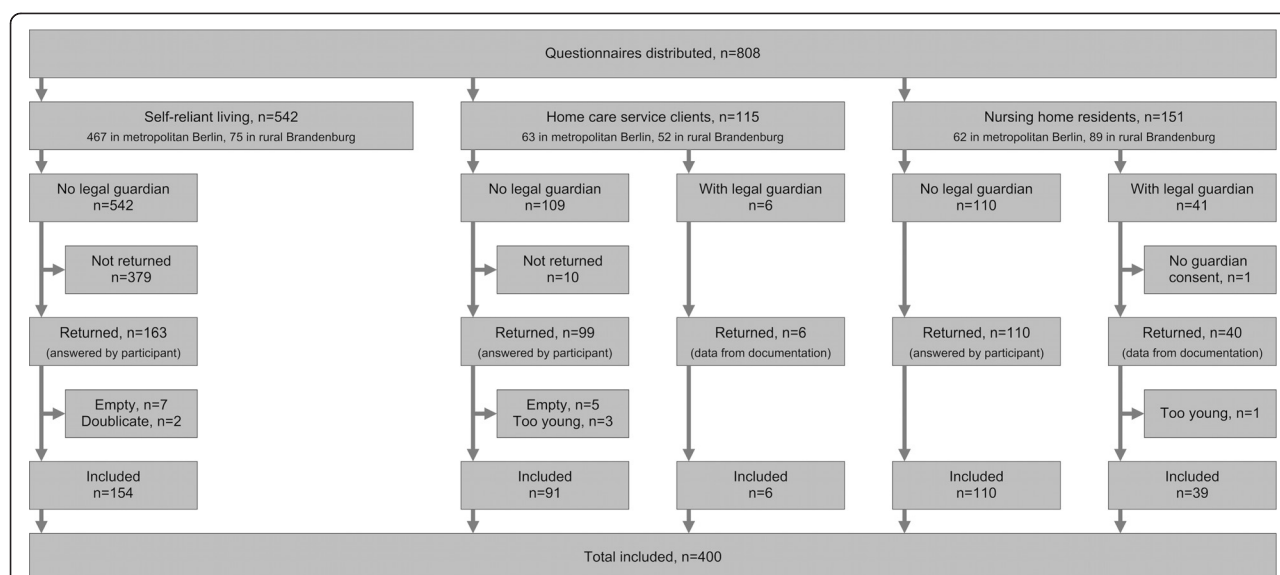 Questionnaires distributed, n=808
Self-reliant living, n=542
467 in metropolitan Berlin, 75 in rural Brandenburg
Home care service clients, n=115
63 in metropolitan Berlin, 52 in rural Brandenburg
Nursing home residents, n=151
62 in metropolitan Berlin, 89 in rural Brandenburg
No legal guardian
n=542
No legal guardian
n=109
With legal guardian
n=6
No legal guardian
n=110
With legal guardian
n=41
Not returned
n=379
Not returned
n=10
No guardian
consent, n=1
Returned, n=163
(answered by participant)
Returned, n=99
(answered by participant)
Returned, n=6
(data from documentation)
Returned, n=110
(answered by participant)
Returned, n=40
(data from documentation)
Empty, n=7
Doublicate, n=2
Empty, n=5
Too young, n=3
Too young, n=1
Included
n=154
Included
n=91
Included
n=6
Included
n=110
Included
n=39
Total included, n=400